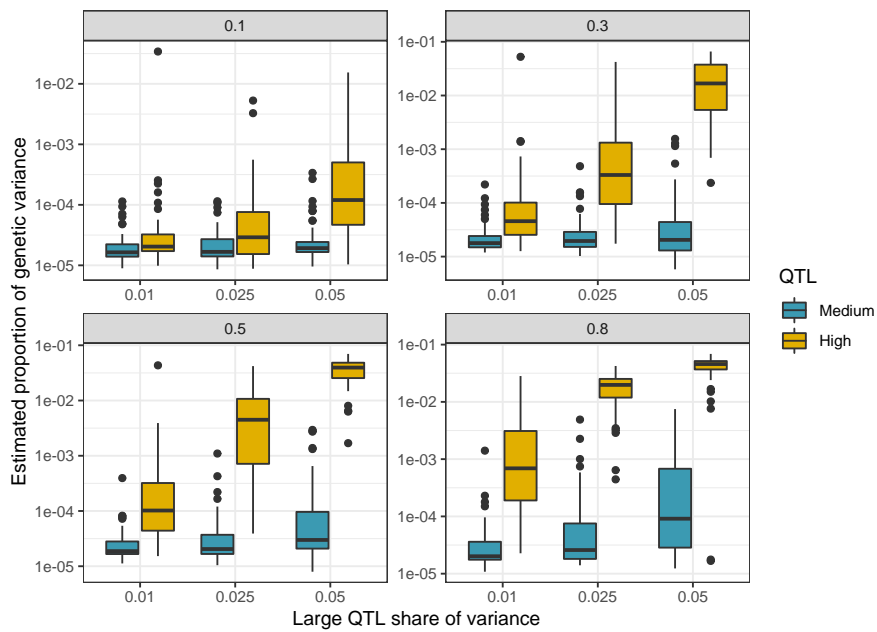 0.1
0.3
1e-02
1e-03
1e-04
1e-05
1e-01
1e-02
1e-03
1e-04
1e-05
0.01
0.025
0.05
0.01
0.025
0.05
0.5
0.8
1e-01
1e-02
1e-03
1e-04
1e-05
1e-01
1e-02
1e-03
1e-04
1e-05
0.01
0.025
0.05
0.01
0.025
0.05
Estimated proportion of genetic variance
Large QTL share of variance
QTL
Medium
High